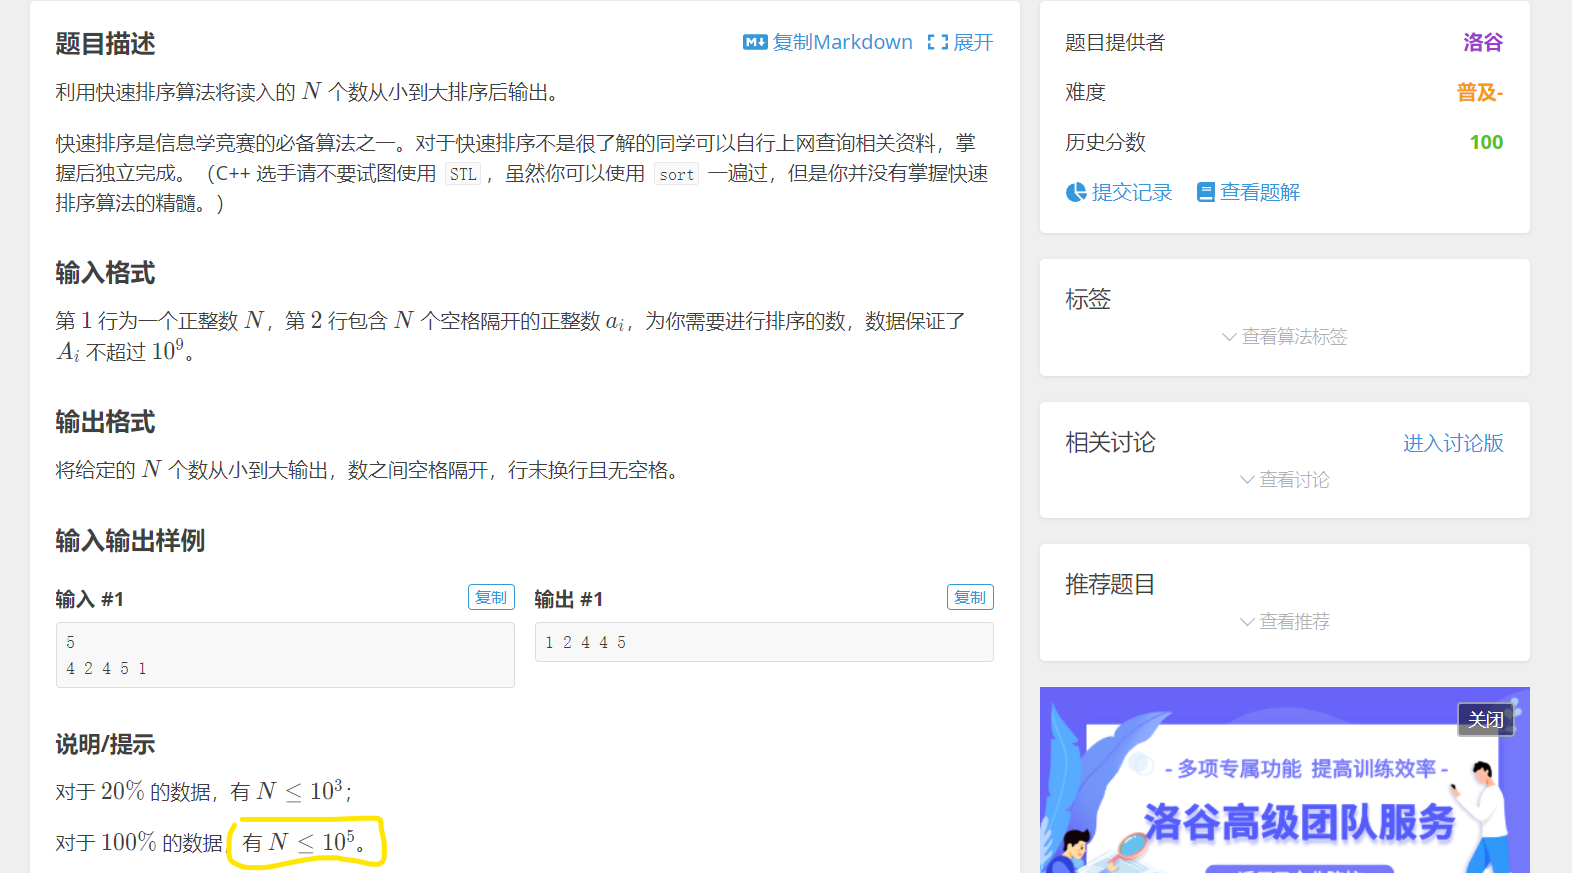 题目描述
复制Markdown 展开
利用快速排序算法将读入的 N 个数从小到大排序后输出。
快速排序是信息学竞赛的必备算法之一。对于快速排序不是很了解的同学可以自行上网查询相关资料，掌
握后独立完成。（C++ 选手请不要试图使用 STL，虽然你可以使用 sort 一遍过，但是你并没有掌握快速
排序算法的精髓。）
输入格式
第 1 行为一个正整数 N，第 2 行包含 N 个空格隔开的正整数 aᵢ，为你需要进行排序的数，数据保证了
Aᵢ 不超过 10⁹。
输出格式
将给定的 N 个数从小到大输出，数之间空格隔开，行末换行且无空格。
输入输出样例
输入 #1
复制
5
4 2 4 5 1
输出 #1
复制
1 2 4 4 5
说明/提示
对于 20% 的数据，有 N ≤ 10³；
对于 100% 的数据，有 N ≤ 10⁵。
题目提供者 洛谷
难度 普及-
历史分数 100
提交记录 查看题解
标签
查看算法标签
相关讨论 进入讨论版
查看讨论
推荐题目
查看推荐
关闭
- 多项专属功能 提高训练效率 -
洛谷高级团队服务